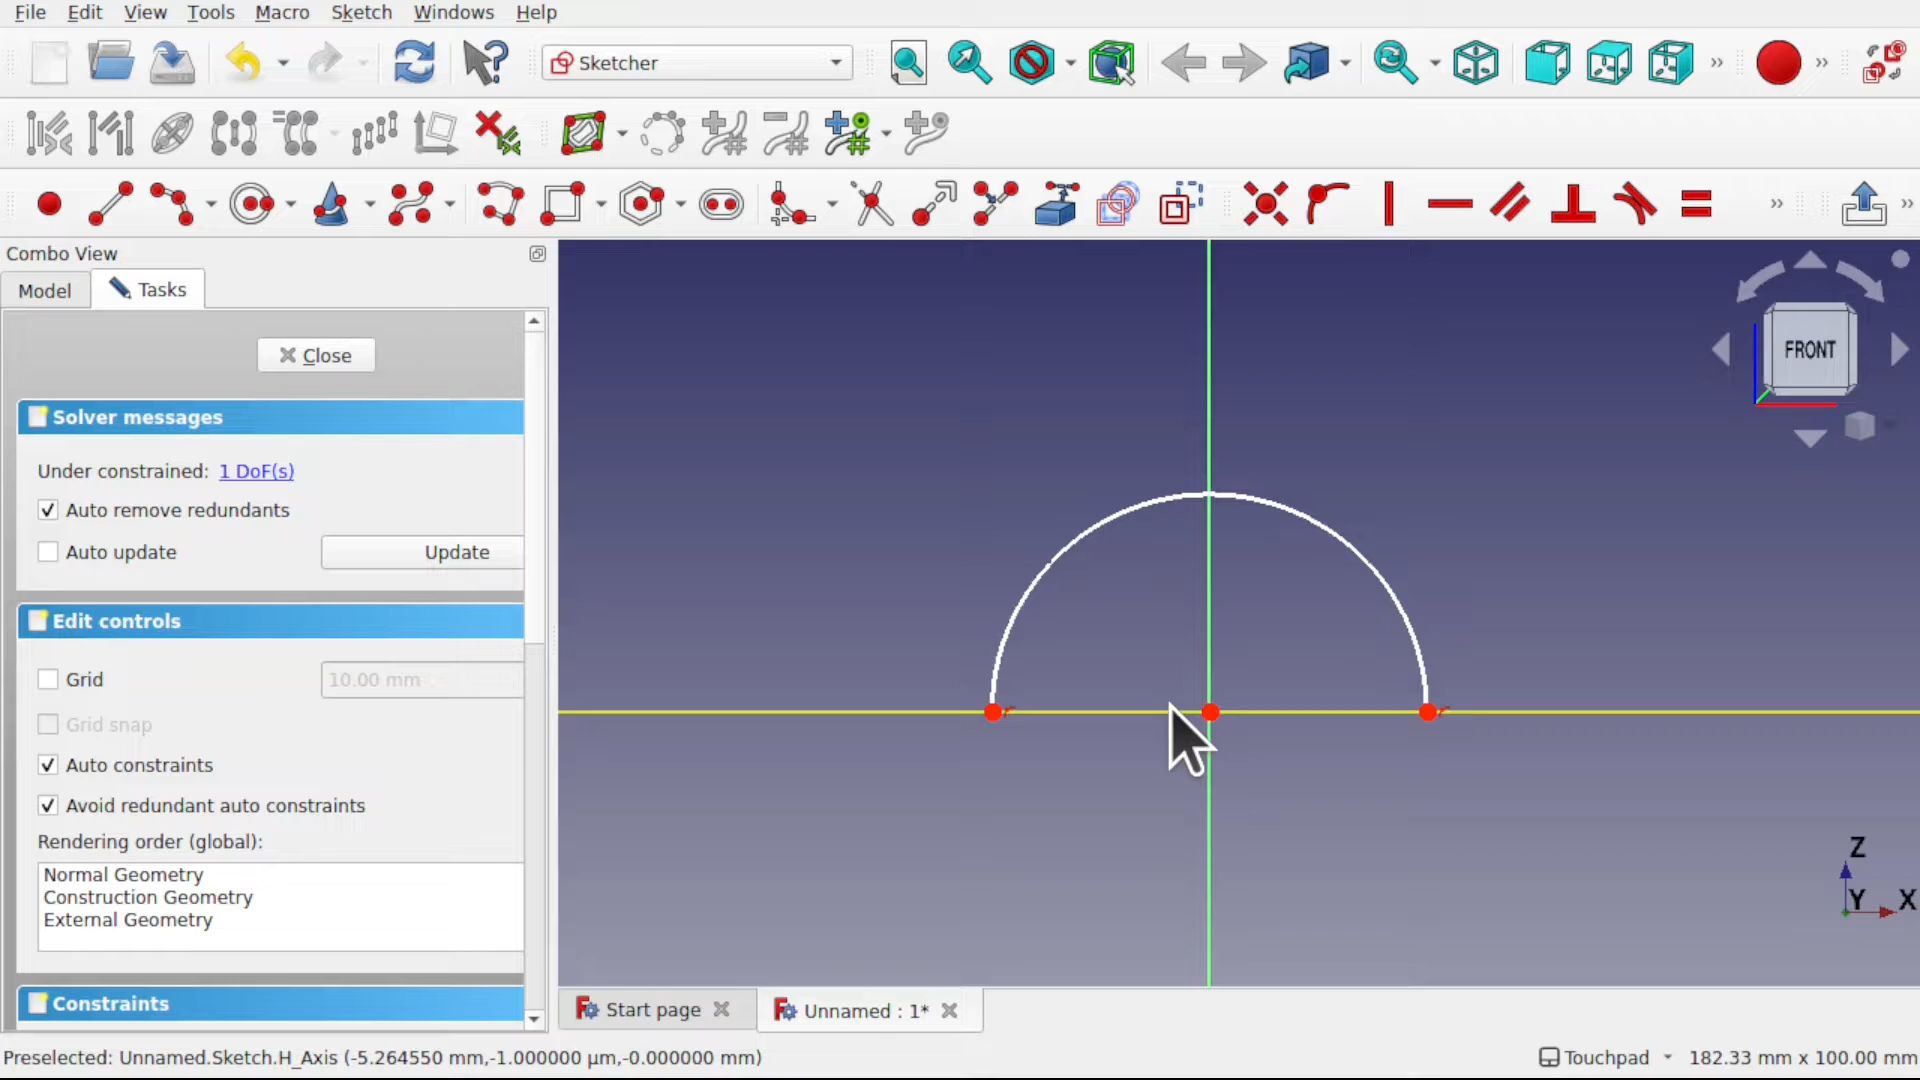 File Edit View Tools Macro Sketch Windows Help
Sketcher
Combo View
Model Tasks
Close
Solver messages
Under constrained: 1 DoF(s)
Auto remove redundants
Auto update Update
Edit controls
Grid 10.00 mm
Grid snap
Auto constraints
Avoid redundant auto constraints
Rendering order (global):
Normal Geometry
Construction Geometry
External Geometry
Constraints
FRONT
Z
Y X
Start page Unnamed : 1*
Preselected: Unnamed.Sketch.H_Axis (-5.264550 mm,-1.000000 µm,-0.000000 mm) Touchpad 182.33 mm x 100.00 mm